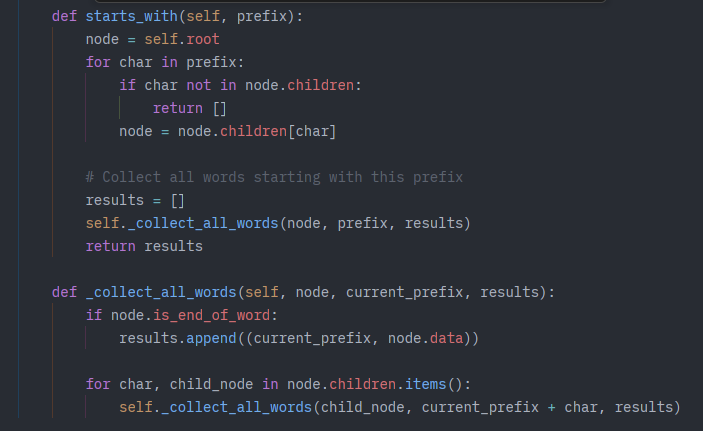 def starts_with(self, prefix):
    node = self.root
    for char in prefix:
        if char not in node.children:
            return []
        node = node.children[char]

    # Collect all words starting with this prefix
    results = []
    self._collect_all_words(node, prefix, results)
    return results

def _collect_all_words(self, node, current_prefix, results):
    if node.is_end_of_word:
        results.append((current_prefix, node.data))

    for char, child_node in node.children.items():
        self._collect_all_words(child_node, current_prefix + char, results)